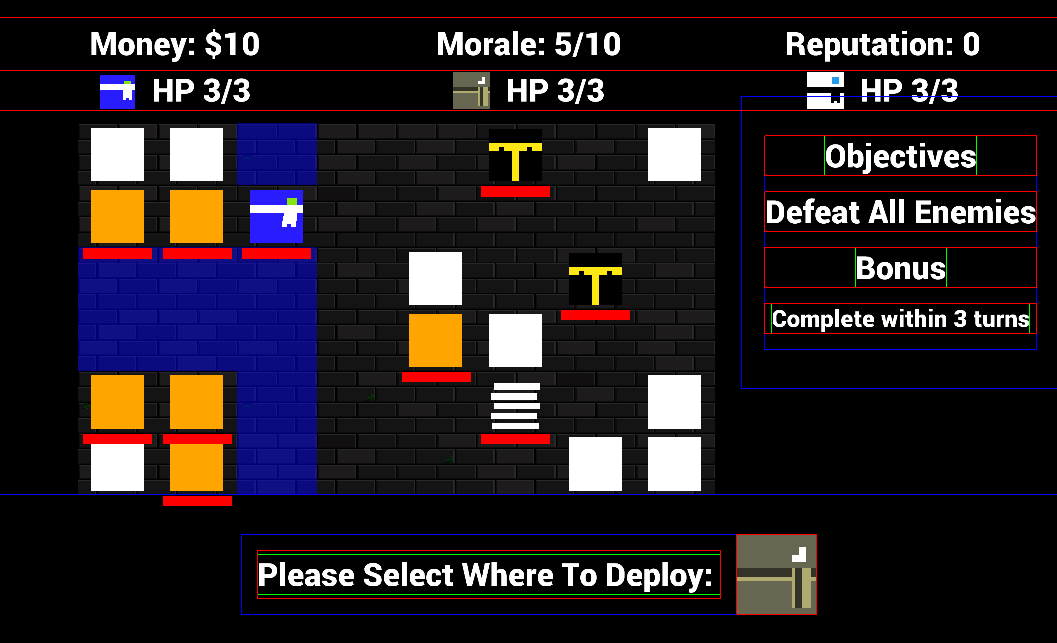 Money: $10
Morale: 5/10
Reputation: 0
HP 3/3
HP 3/3
HP 3/3
Objectives
Defeat All Enemies
Bonus
Complete within 3 turns
Please Select Where To Deploy: